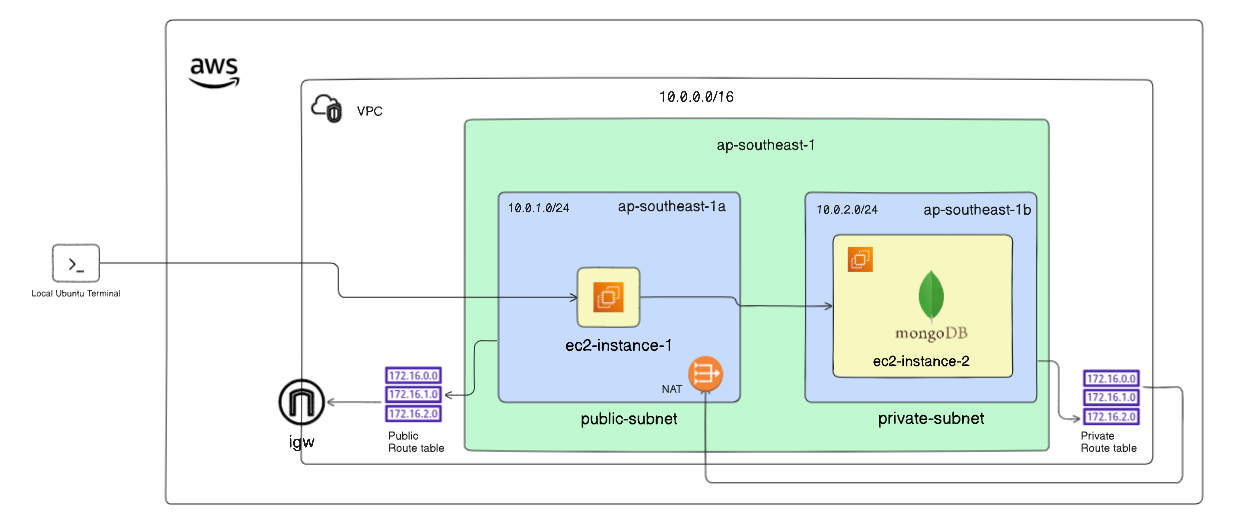 aws
VPC
10.0.0.0/16
ap-southeast-1
10.0.1.0/24
ap-southeast-1a
10.0.2.0/24
ap-southeast-1b
>_
Local Ubuntu Terminal
ec2-instance-1
mongoDB
ec2-instance-2
NAT
public-subnet
private-subnet
172.16.0.0
172.16.1.0
172.16.2.0
Public
Route table
igw
172.16.0.0
172.16.1.0
172.16.2.0
Private
Route table